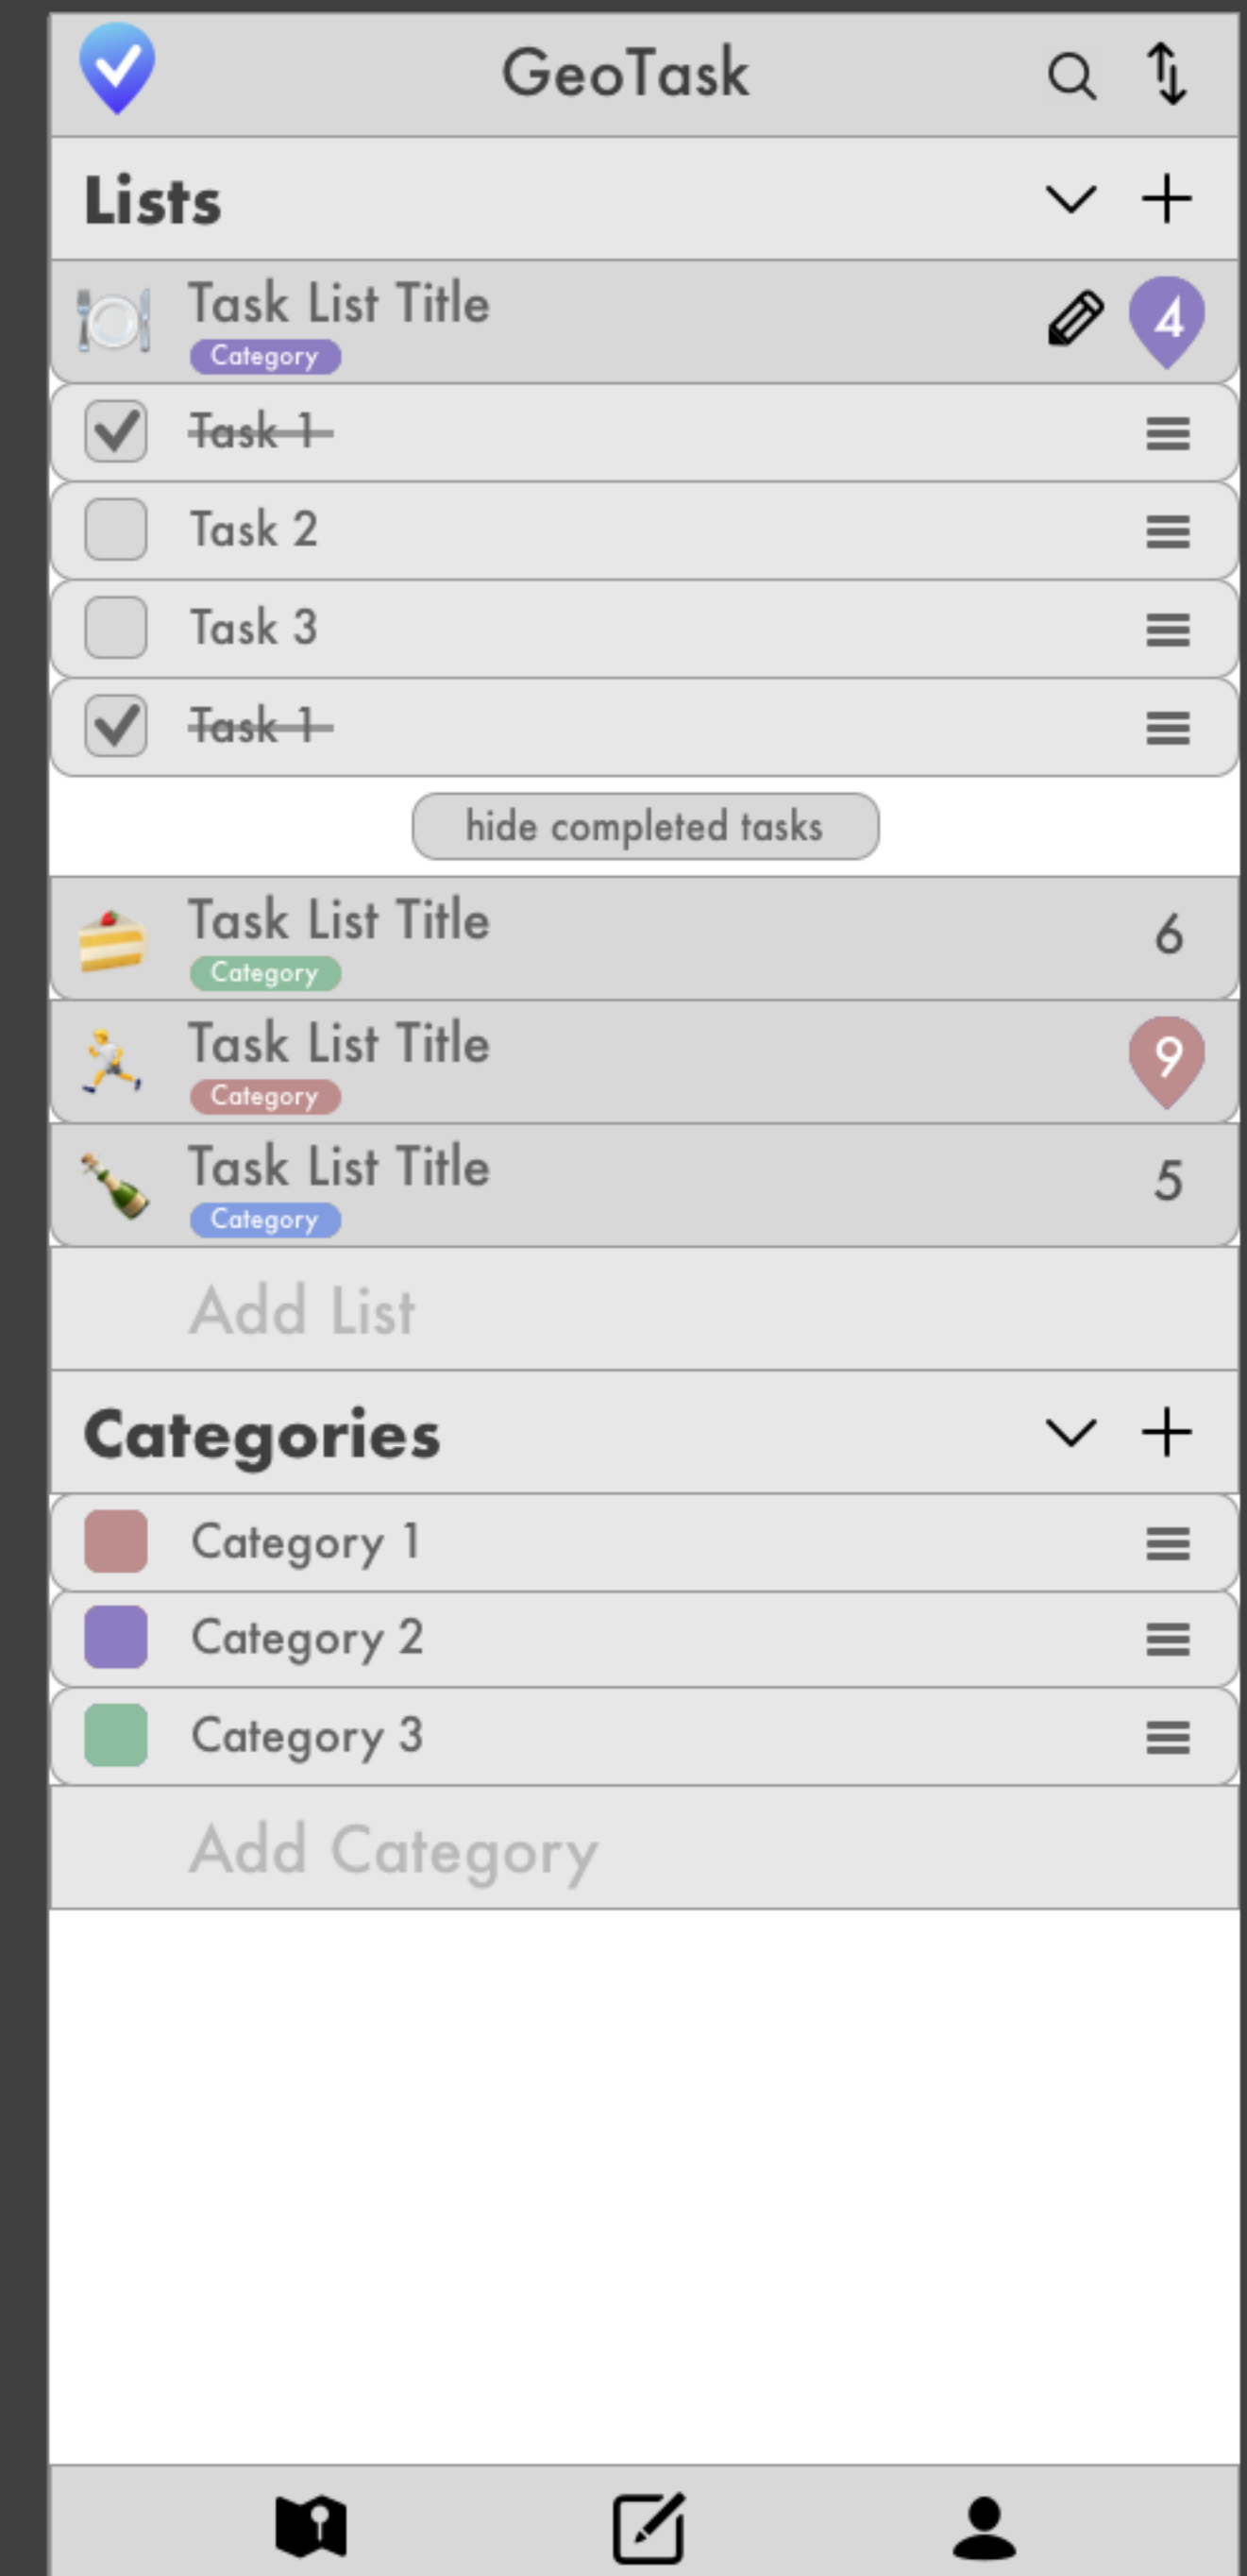 GeoTask
Lists
Task List Title
Category
4
Task 1
Task 2
Task 3
Task 1
hide completed tasks
Task List Title
Category
6
Task List Title
Category
9
Task List Title
Category
5
Add List
Categories
Category 1
Category 2
Category 3
Add Category